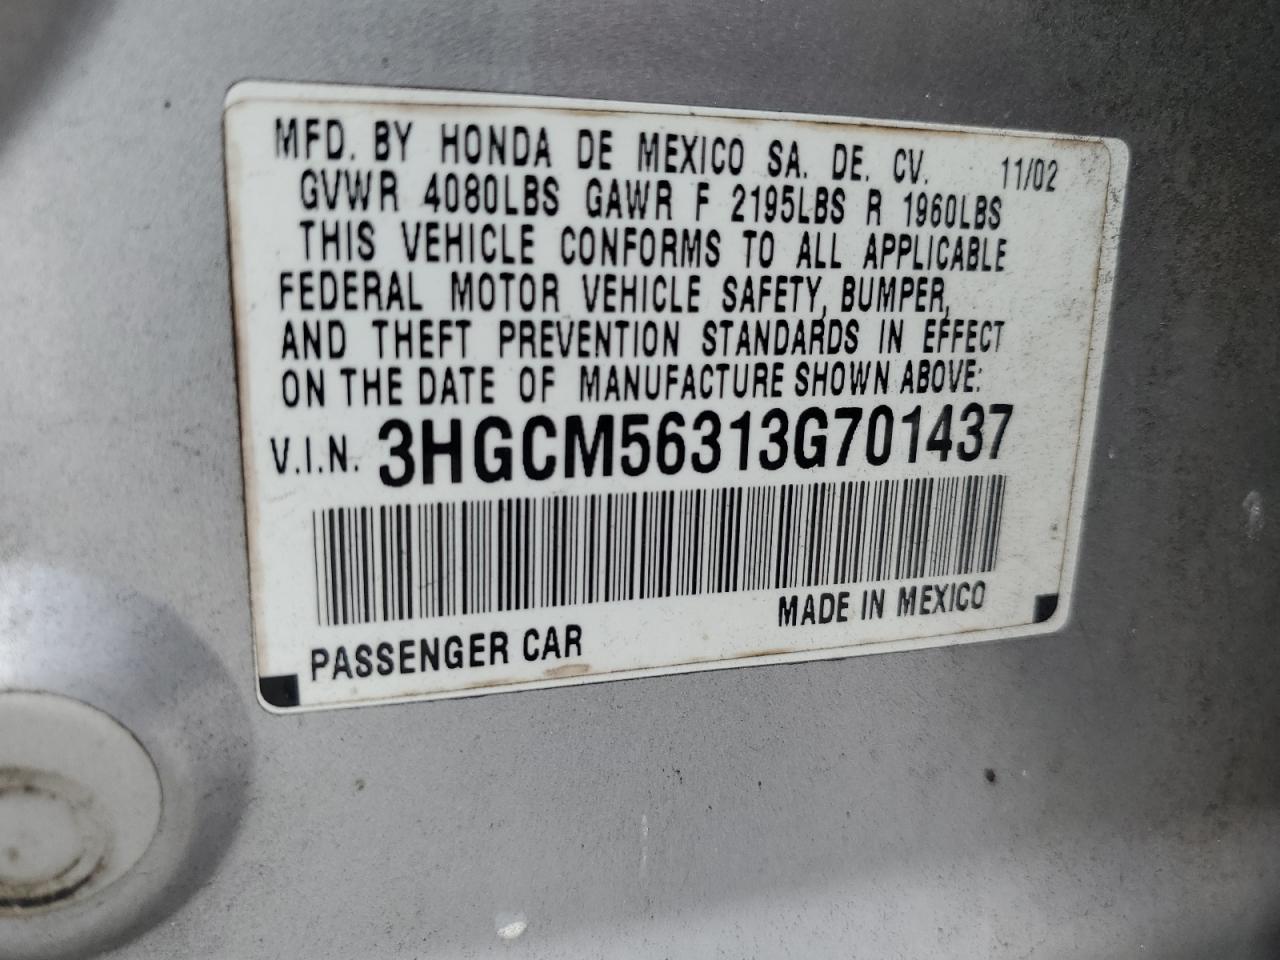 MFD. BY HONDA DE MEXICO SA. DE. CV. 11/02
GVWR 4080LBS GAWR F 2195LBS R 1960LBS
THIS VEHICLE CONFORMS TO ALL APPLICABLE
FEDERAL MOTOR VEHICLE SAFETY, BUMPER,
AND THEFT PREVENTION STANDARDS IN EFFECT
ON THE DATE OF MANUFACTURE SHOWN ABOVE:
V.I.N. 3HGCM56313G701437
MADE IN MEXICO
PASSENGER CAR